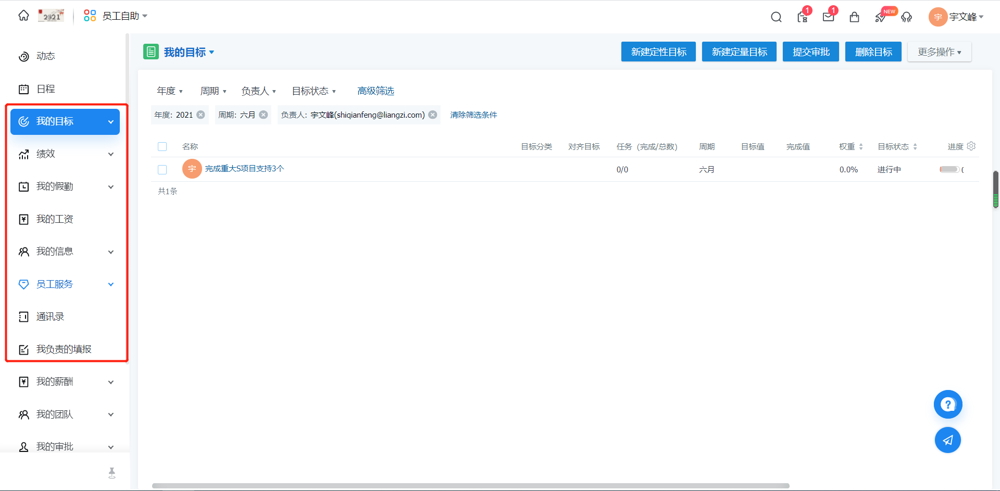 2021
员工自助
1
1
NEW
宇
宇文峰
动态
日程
我的目标
绩效
我的假勤
我的工资
我的信息
员工服务
通讯录
我负责的填报
我的薪酬
我的团队
我的审批
我的目标
新建定性目标
新建定量目标
提交审批
删除目标
更多操作
年度
周期
负责人
目标状态
高级筛选
年度: 2021
周期: 六月
负责人: 宇文峰(shiqianfeng@liangzi.com)
清除筛选条件
名称
目标分类
对齐目标
任务 (完成/总数)
周期
目标值
完成值
权重
目标状态
进度
宇
完成重大S项目支持3个
0/0
六月
0.0%
进行中
共1条